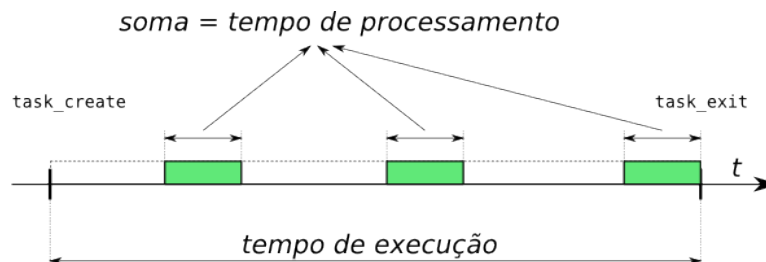 soma = tempo de processamento
task_create
task_exit
t
tempo de execução